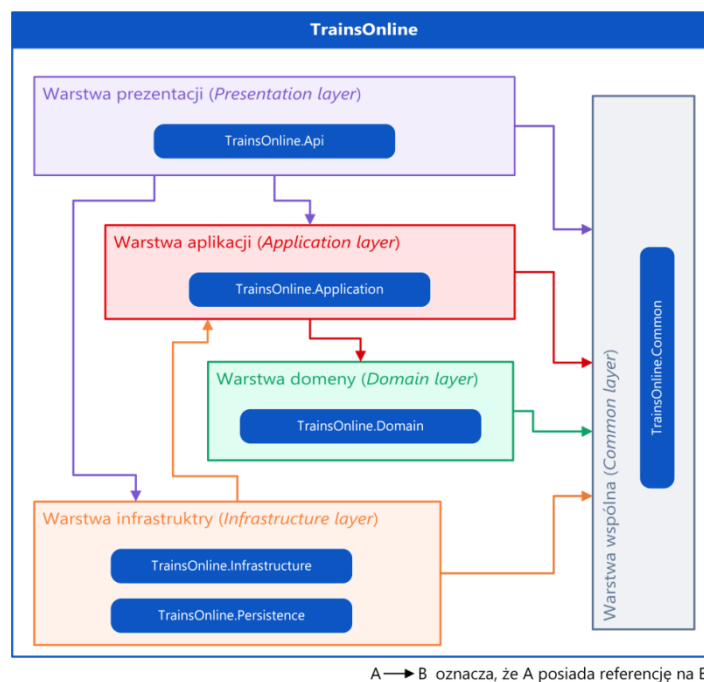 TrainsOnline
Warstwa prezentacji (Presentation layer)
TrainsOnline.Api
Warstwa aplikacji (Application layer)
TrainsOnline.Application
Warstwa domeny (Domain layer)
TrainsOnline.Domain
Warstwa infrastruktry (Infrastructure layer)
TrainsOnline.Infrastructure
TrainsOnline.Persistence
Warstwa wspólna (Common layer)
TrainsOnline.Common
A B oznacza, że A posiada referencję na B